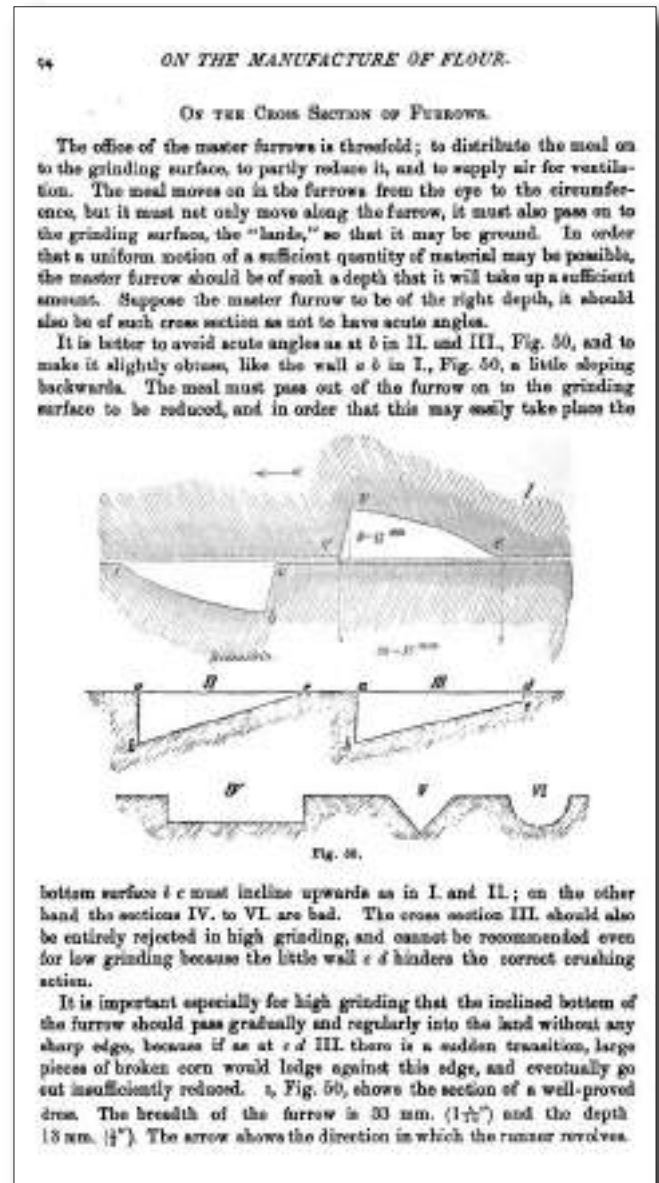 94 ON THE MANUFACTURE OF FLOUR.
ON THE CROSS SECTION OF FURROWS.
The office of the master furrows is threefold; to distribute the meal on
to the grinding surface, to partly reduce it, and to supply air for ventila-
tion. The meal moves on in the furrows from the eye to the circumfer-
ence, but it must not only move along the furrow, it must also pass on to
the grinding surface, the "lands," so that it may be ground. In order
that a uniform motion of a sufficient quantity of material may be possible,
the master furrow should be of such a depth that it will take up a sufficient
amount. Suppose the master furrow to be of the right depth, it should
also be of such cross section as not to have acute angles.
It is better to avoid acute angles as at b in II. and III., Fig. 50, and to
make it slightly obtuse, like the wall a b in I., Fig. 50, a little sloping
backwards. The meal must pass out of the furrow on to the grinding
surface to be reduced, and in order that this may easily take the place the
I
b'
a' c'
c a
b
mm
mm
a II c a III d
b b c
IV V VI
Fig. 50.
bottom surface b c must incline upwards as in I. and II.; on the other
hand the sections IV. to VI. are bad. The cross section III. should also
be entirely rejected in high grinding, and cannot be recommended even
for low grinding because the little wall c d hinders the correct crushing
action.
It is important especially for high grinding that the inclined bottom of
the furrow should pass gradually and regularly into the land without any
sharp edge, because if as at c d III. there is a sudden transition, large
pieces of broken corn would lodge against this edge, and eventually go
out insufficiently reduced. Fig. 50, shows the section of a well-proved
dress. The breadth of the furrow is 33 mm. and the depth
13 mm. (½"). The arrow shows the direction in which the runner revolves.